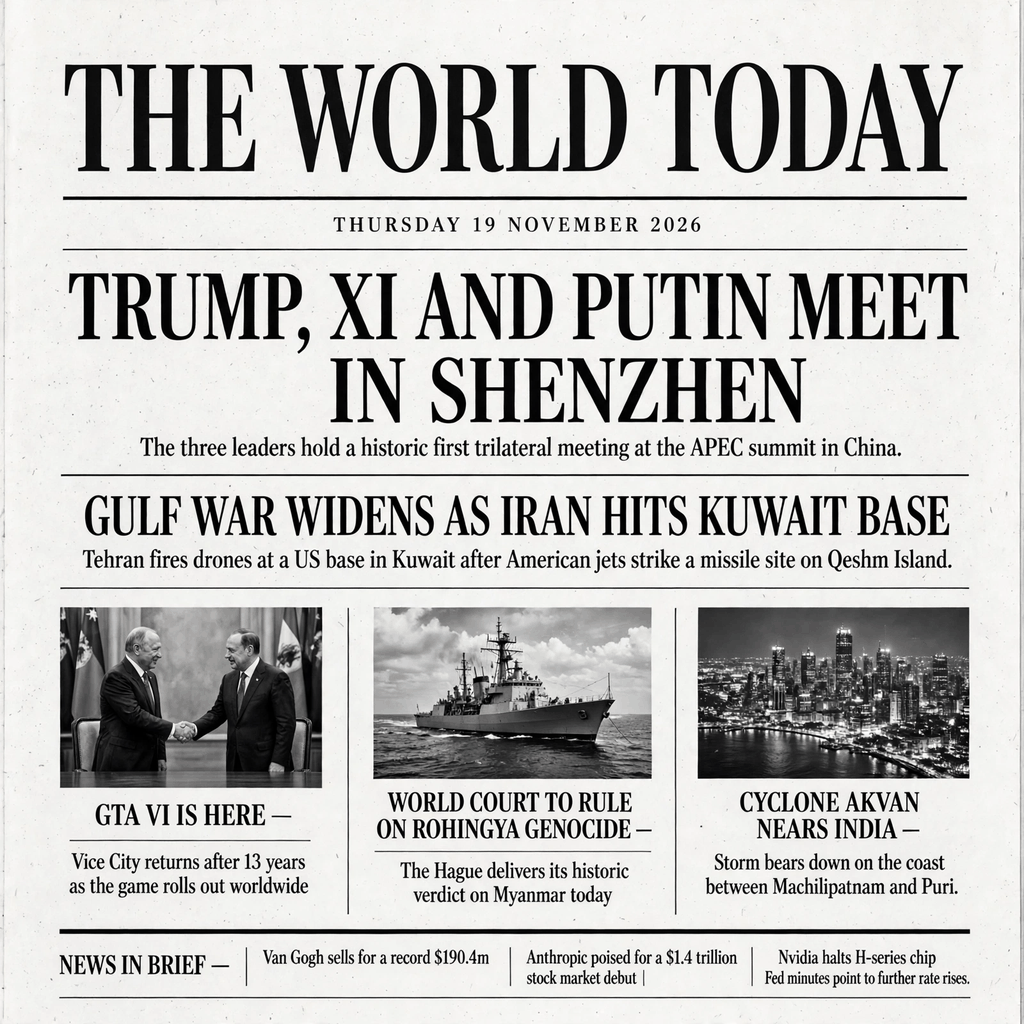 THE WORLD TODAY
THURSDAY 19 NOVEMBER 2026
TRUMP, XI AND PUTIN MEET
IN SHENZHEN
The three leaders hold a historic first trilateral meeting at the APEC summit in China.
GULF WAR WIDENS AS IRAN HITS KUWAIT BASE
Tehran fires drones at a US base in Kuwait after American jets strike a missile site on Qeshm Island.
GTA VI IS HERE —
Vice City returns after 13 years
as the game rolls out worldwide
WORLD COURT TO RULE
ON ROHINGYA GENOCIDE —
The Hague delivers its historic
verdict on Myanmar today
CYCLONE AKVAN
NEARS INDIA —
Storm bears down on the coast
between Machilipatnam and Puri.
NEWS IN BRIEF —
Van Gogh sells for a record $190.4m
Anthropic poised for a $1.4 trillion
stock market debut |
Nvidia halts H-series chip
Fed minutes point to further rate rises.